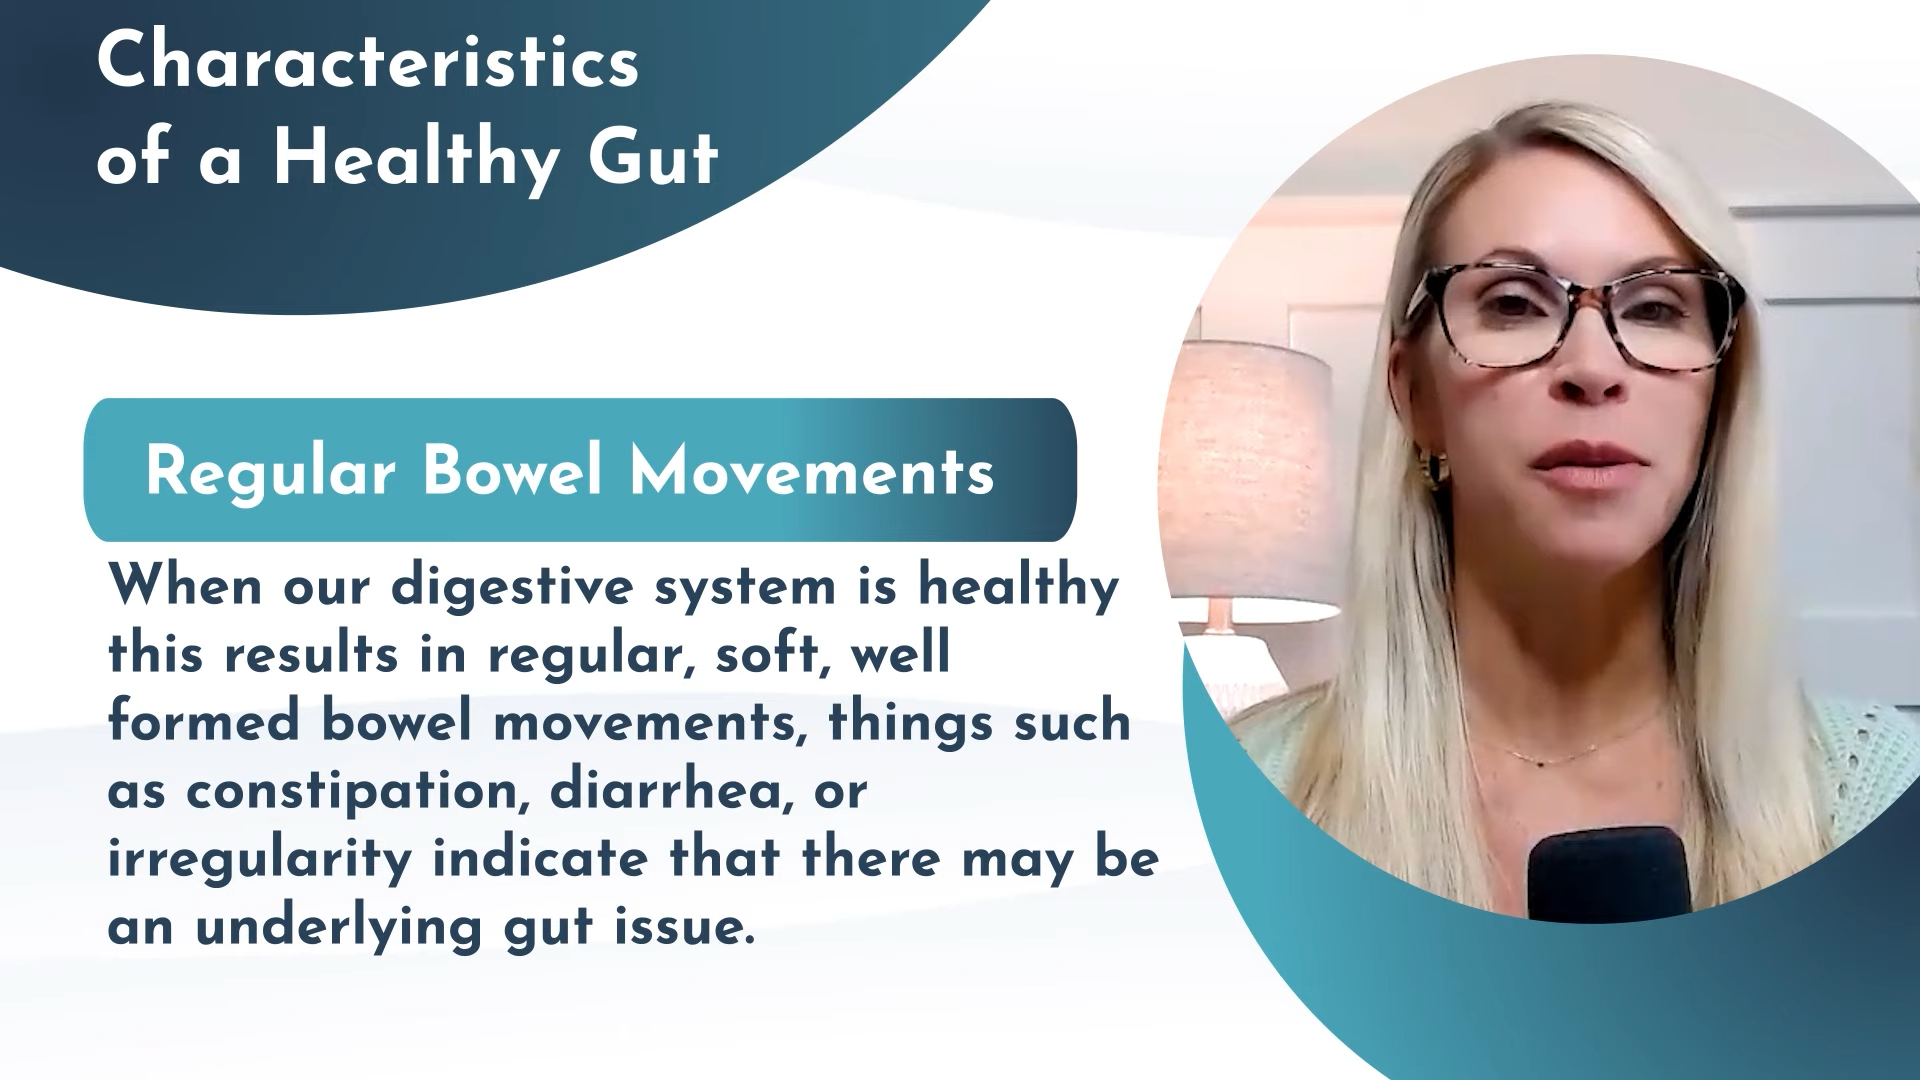 Characteristics
of a Healthy Gut
Regular Bowel Movements
When our digestive system is healthy
this results in regular, soft, well
formed bowel movements, things such
as constipation, diarrhea, or
irregularity indicate that there may be
an underlying gut issue.